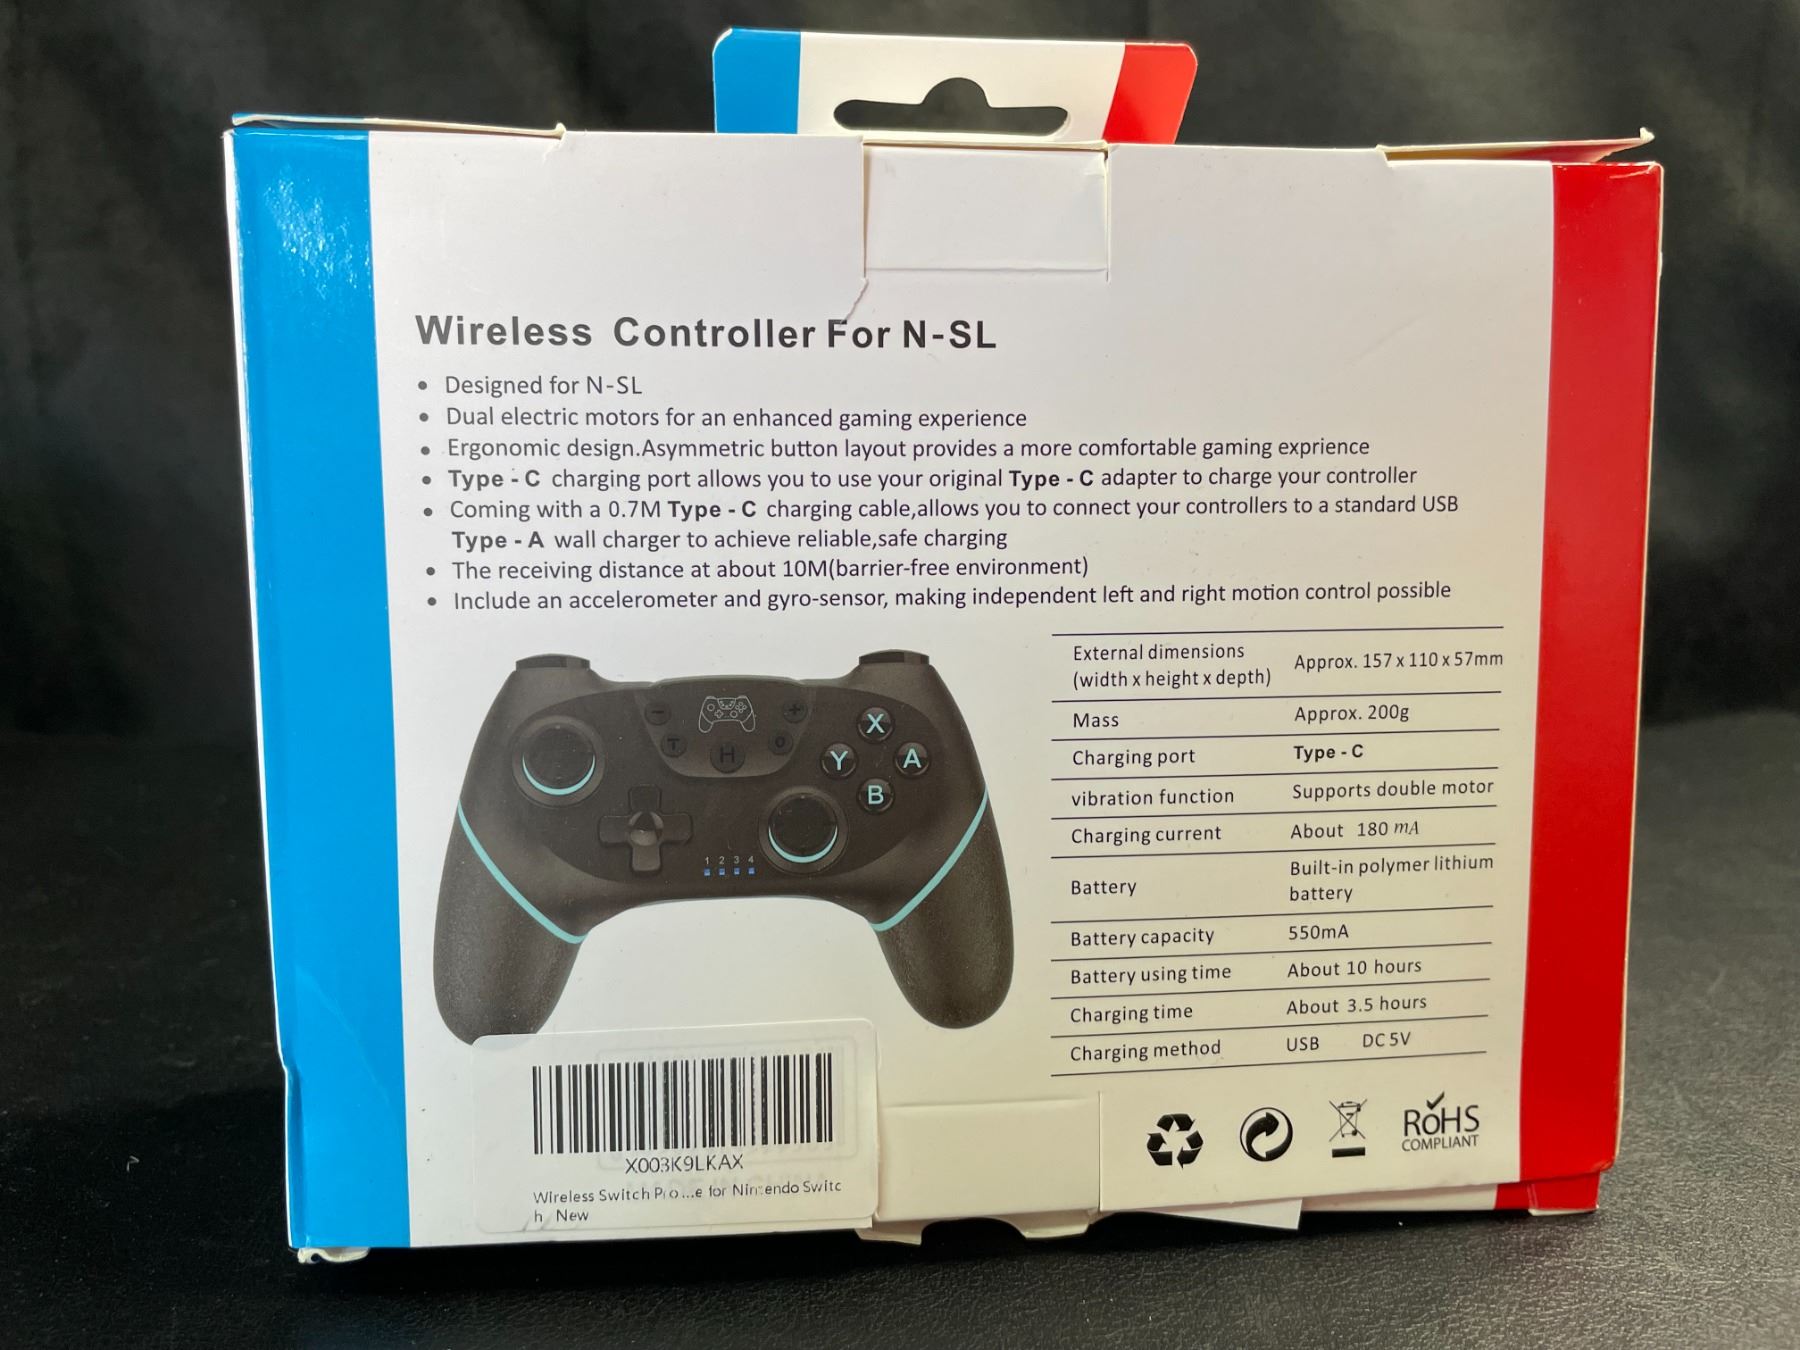 Wireless Controller For N-SL
• Designed for N-SL
• Dual electric motors for an enhanced gaming experience
• Ergonomic design.Asymmetric button layout provides a more comfortable gaming exprience
• Type - C charging port allows you to use your original Type - C adapter to charge your controller
• Coming with a 0.7M Type - C charging cable,allows you to connect your controllers to a standard USB
Type - A wall charger to achieve reliable,safe charging
• The receiving distance at about 10M(barrier-free environment)
• Include an accelerometer and gyro-sensor, making independent left and right motion control possible
X
Y A
B
T H O
1 2 3 4
External dimensions
(width x height x depth) Approx. 157 x 110 x 57mm
Mass Approx. 200g
Charging port Type - C
vibration function Supports double motor
Charging current About 180 mA
Battery Built-in polymer lithium
battery
Battery capacity 550mA
Battery using time About 10 hours
Charging time About 3.5 hours
Charging method USB DC 5V
RoHS
COMPLIANT
X003K9LKAX
Wireless Switch Pro...e for Nintendo Switc
h New